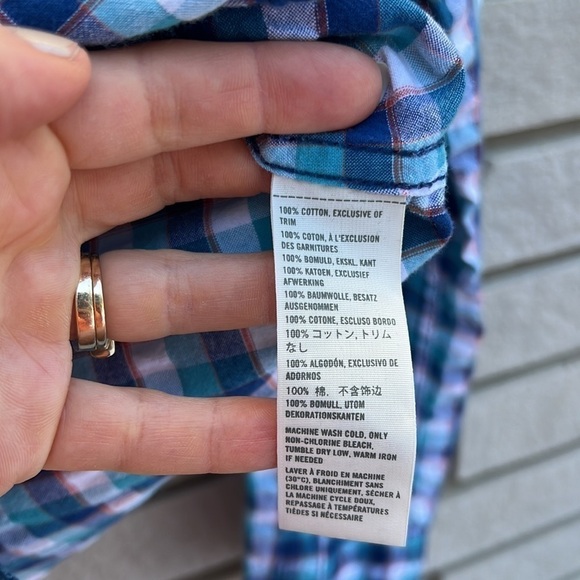 100% COTTON, EXCLUSIVE OF
TRIM
100% COTON, À L'EXCLUSION
DES GARNITURES
100% BOMULD, EKSKL. KANT
100% KATOEN, EXCLUSIEF
AFWERKING
100% BAUMWOLLE, BESATZ
AUSGENOMMEN
100% COTONE, ESCLUSO BORDO
100% コットン, トリム
なし
100% ALGODÓN, EXCLUSIVO DE
ADORNOS
100% 棉, 不含饰边
100% BOMULL, UTOM
DEKORATIONSKANTEN
MACHINE WASH COLD, ONLY
NON-CHLORINE BLEACH,
TUMBLE DRY LOW, WARM IRON
IF NEEDED
LAVER À FROID EN MACHINE
(30°C), BLANCHIMENT SANS
CHLORE UNIQUEMENT, SÉCHER À
LA MACHINE CYCLE DOUX,
REPASSAGE À TEMPÉRATURES
TIÈDES SI NÉCESSAIRE